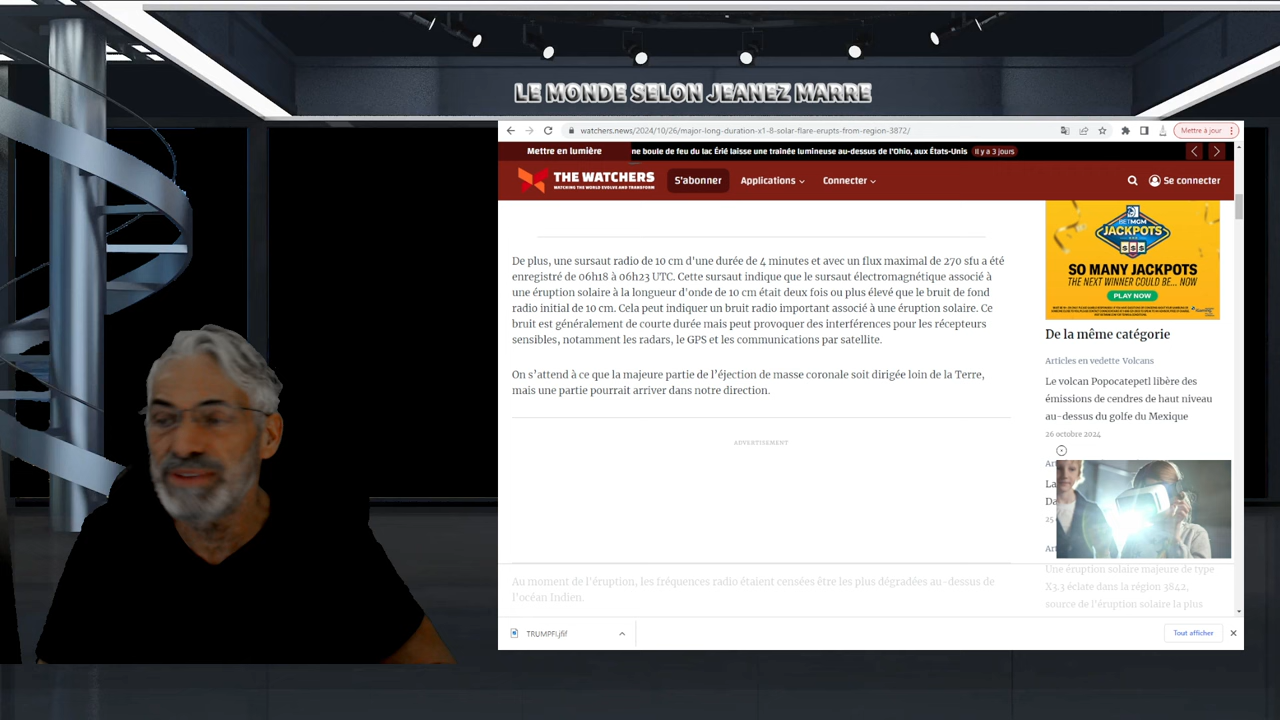 LE MONDE SELON JEANEZ MARRE
watchers.news/2024/10/26/major-long-duration-x1-8-solar-flare-erupts-from-region-3872/
Mettre à jour
Mettre en lumière
ne boule de feu du lac Érié laisse une traînée lumineuse au-dessus de l'Ohio, aux États-Unis
Il y a 3 jours
THE WATCHERS
WATCHING THE WORLD EVOLVE AND TRANSFORM
S'abonner
Applications
Connecter
Se connecter
De plus, une sursaut radio de 10 cm d'une durée de 4 minutes et avec un flux maximal de 270 sfu a été
enregistré de 06h18 à 06h23 UTC. Cette sursaut indique que le sursaut électromagnétique associé à
une éruption solaire à la longueur d'onde de 10 cm était deux fois ou plus élevé que le bruit de fond
radio initial de 10 cm. Cela peut indiquer un bruit radio important associé à une éruption solaire. Ce
bruit est généralement de courte durée mais peut provoquer des interférences pour les récepteurs
sensibles, notamment les radars, le GPS et les communications par satellite.
On s'attend à ce que la majeure partie de l'éjection de masse coronale soit dirigée loin de la Terre,
mais une partie pourrait arriver dans notre direction.
ADVERTISEMENT
Au moment de l'éruption, les fréquences radio étaient censées être les plus dégradées au-dessus de
l'océan Indien.
BETMGM
JACKPOTS
SO MANY JACKPOTS
THE NEXT WINNER COULD BE... NOW
PLAY NOW
De la même catégorie
Articles en vedette Volcans
Le volcan Popocatepetl libère des
émissions de cendres de haut niveau
au-dessus du golfe du Mexique
26 octobre 2024
Art
La
Da
25
Art
Une éruption solaire majeure de type
X3.3 éclate dans la région 3842,
source de l'éruption solaire la plus
TRUMPFI.jfif
Tout afficher